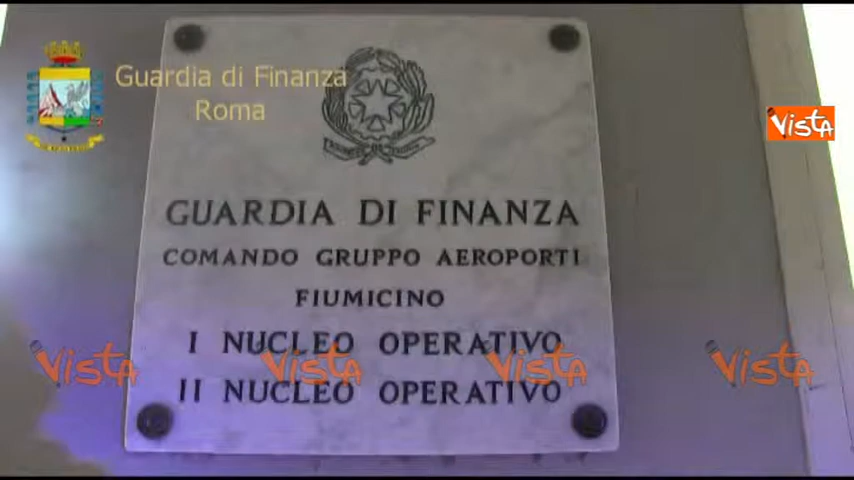 Guardia di Finanza
Roma
VISTA
GUARDIA DI FINANZA
COMANDO GRUPPO AEROPORTI
FIUMICINO
I NUCLEO OPERATIVO
II NUCLEO OPERATIVO
VISTA VISTA VISTA VISTA